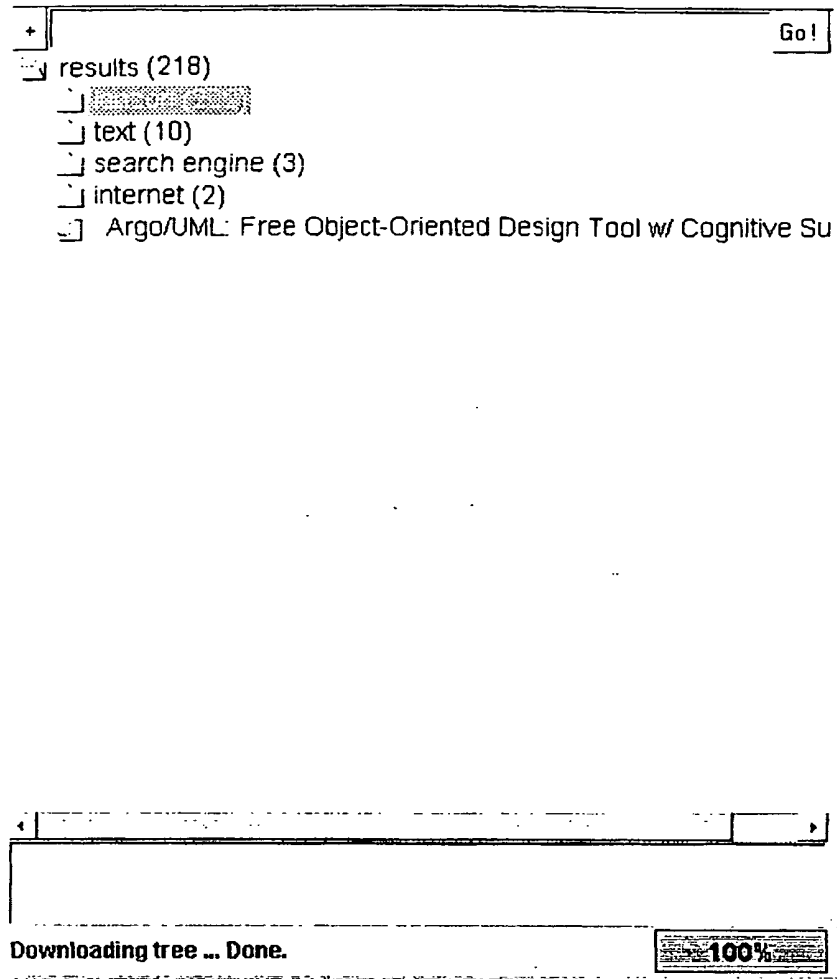 + Go!
results (218)
text (10)
search engine (3)
internet (2)
Argo/UML: Free Object-Oriented Design Tool w/ Cognitive Su
Downloading tree ... Done. 100%